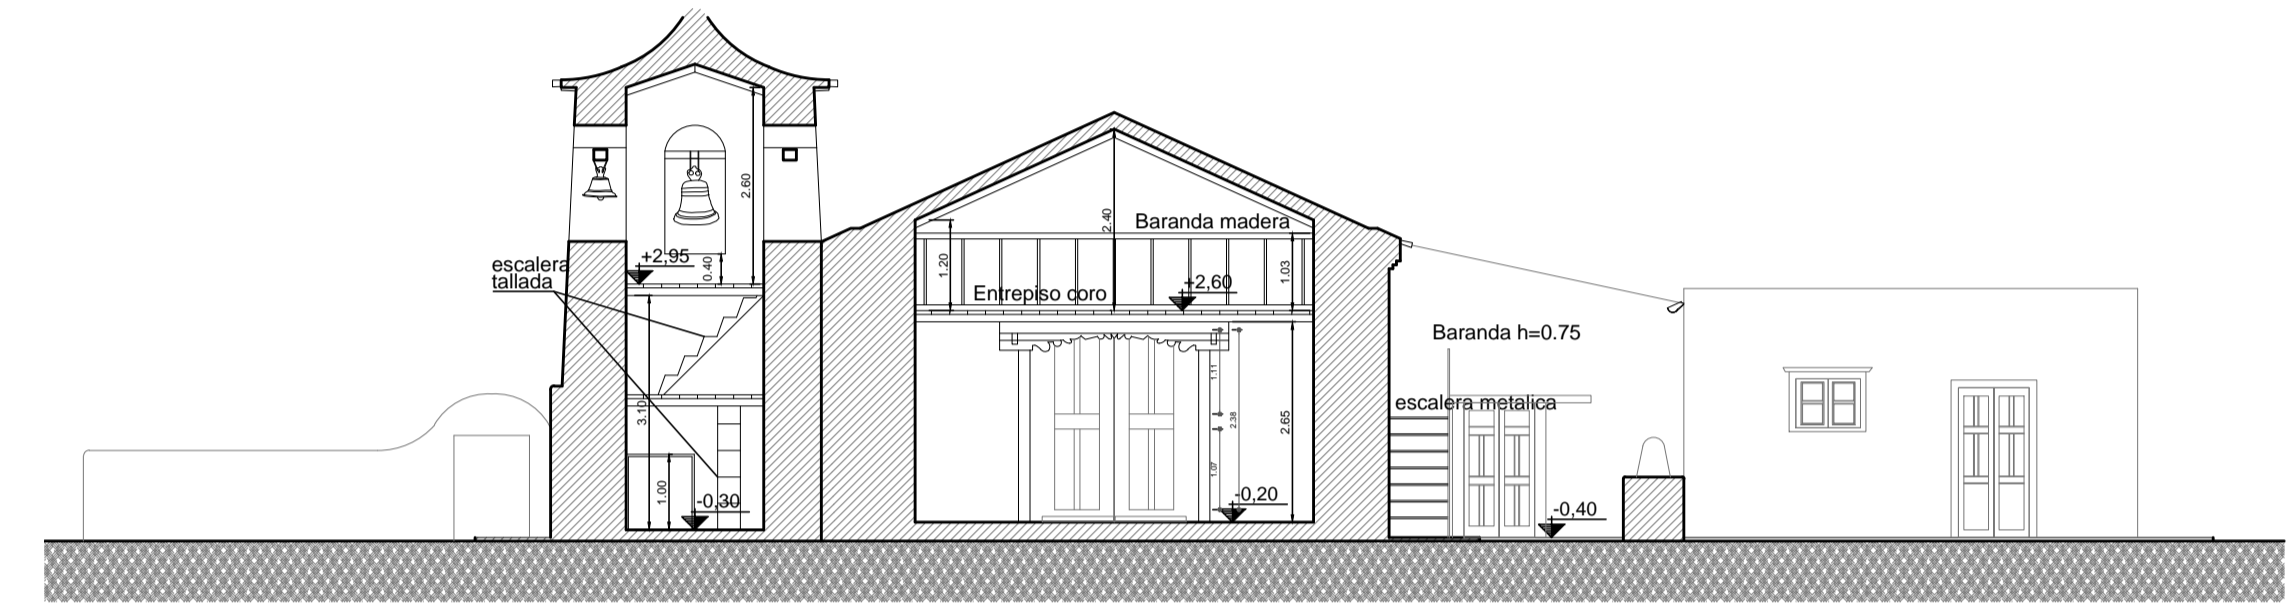 2.60
2.40
Baranda madera
escalera
tallada
+2,95
0.40
1.20
1.03
Entrepiso coro
+2,60
Baranda h=0.75
1.11
2.38
escalera metalica
3.10
2.65
1.07
1.00
-0,30
-0,20
-0,40